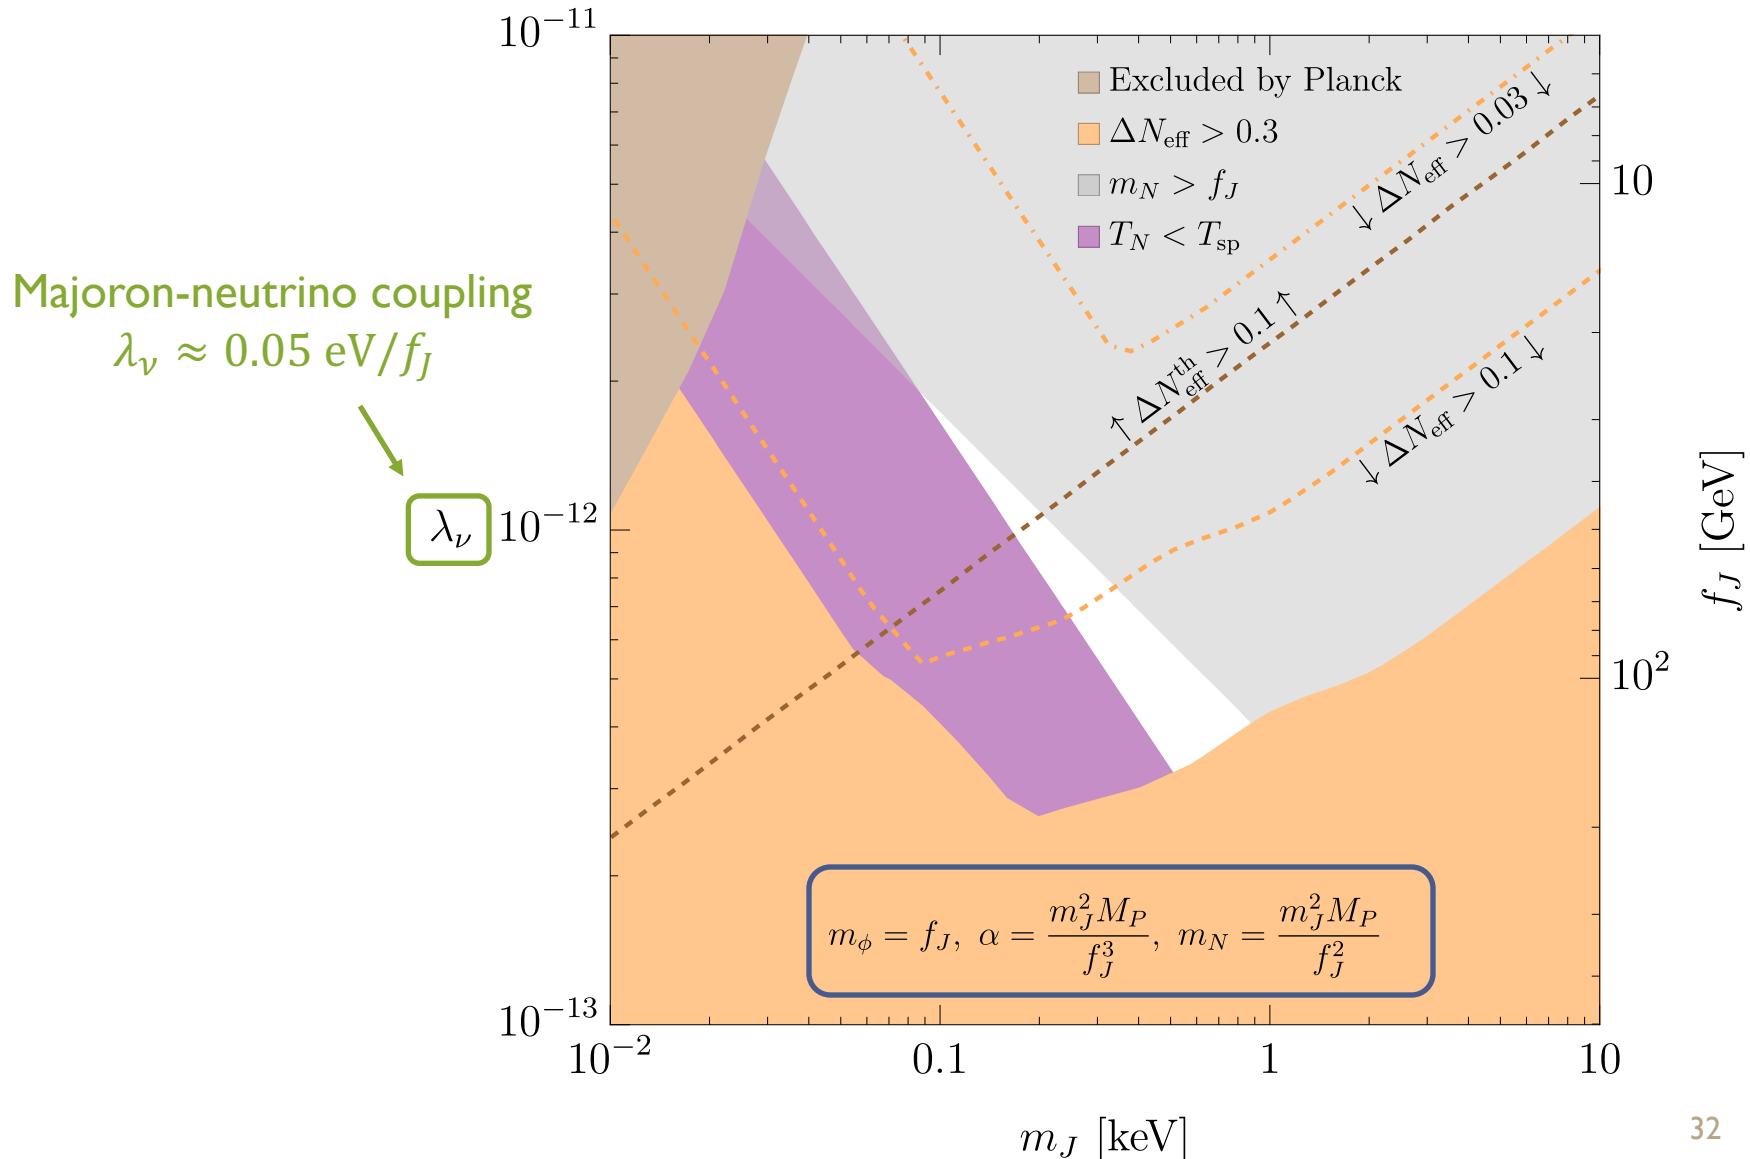 Majoron-neutrino coupling
λ_ν ≈ 0.05 eV/f_J
10^{-11}
λ_ν 10^{-12}
10^{-13}
Excluded by Planck
ΔN_eff > 0.3
m_N > f_J
T_N < T_sp
↓ ΔN_eff > 0.03 ↓
↑ ΔN_eff^th > 0.1 ↑
↓ ΔN_eff > 0.1 ↓
10
10^2
f_J [GeV]
m_ϕ = f_J, α = m_J^2 M_P / f_J^3, m_N = m_J^2 M_P / f_J^2
10^{-2} 0.1 1 10
m_J [keV]
32